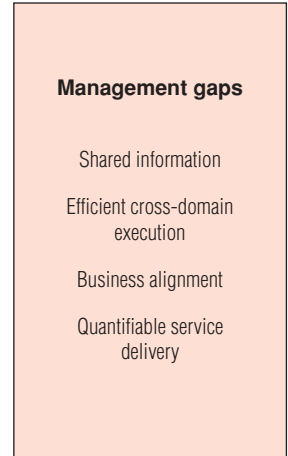 Management gaps
Shared information
Efficient cross-domain
execution
Business alignment
Quantifiable service
delivery